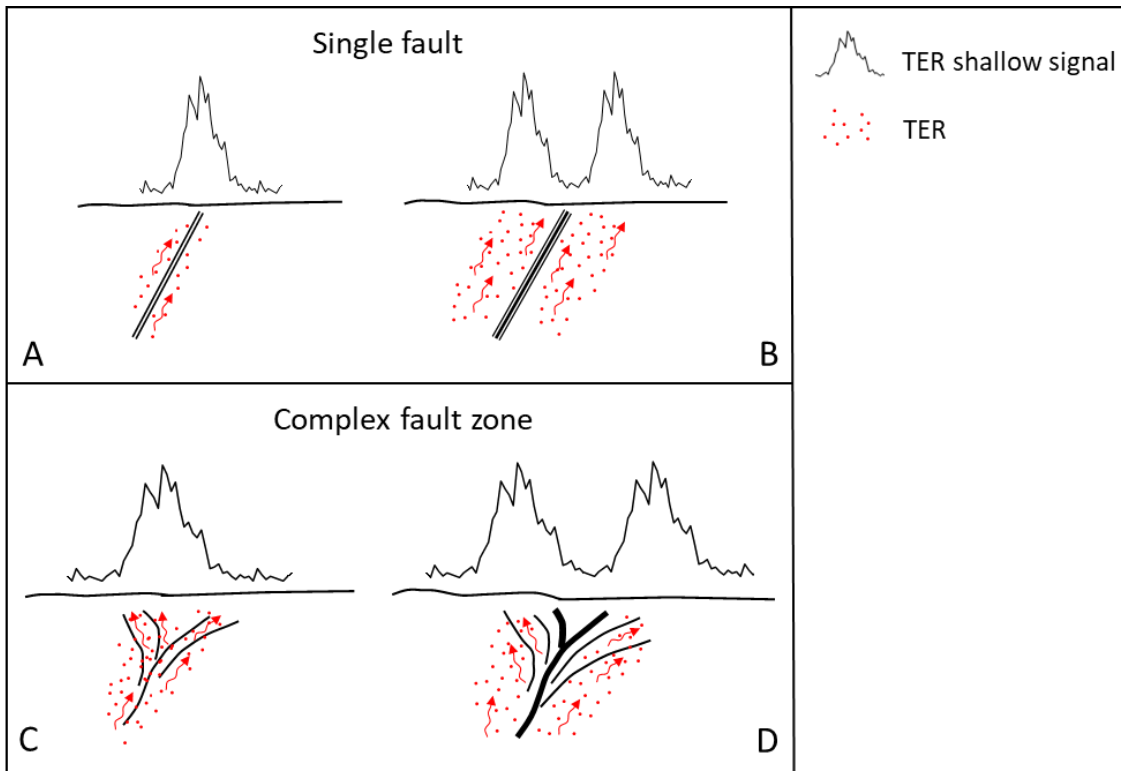 Single fault
TER shallow signal
TER
A
B
Complex fault zone
C
D